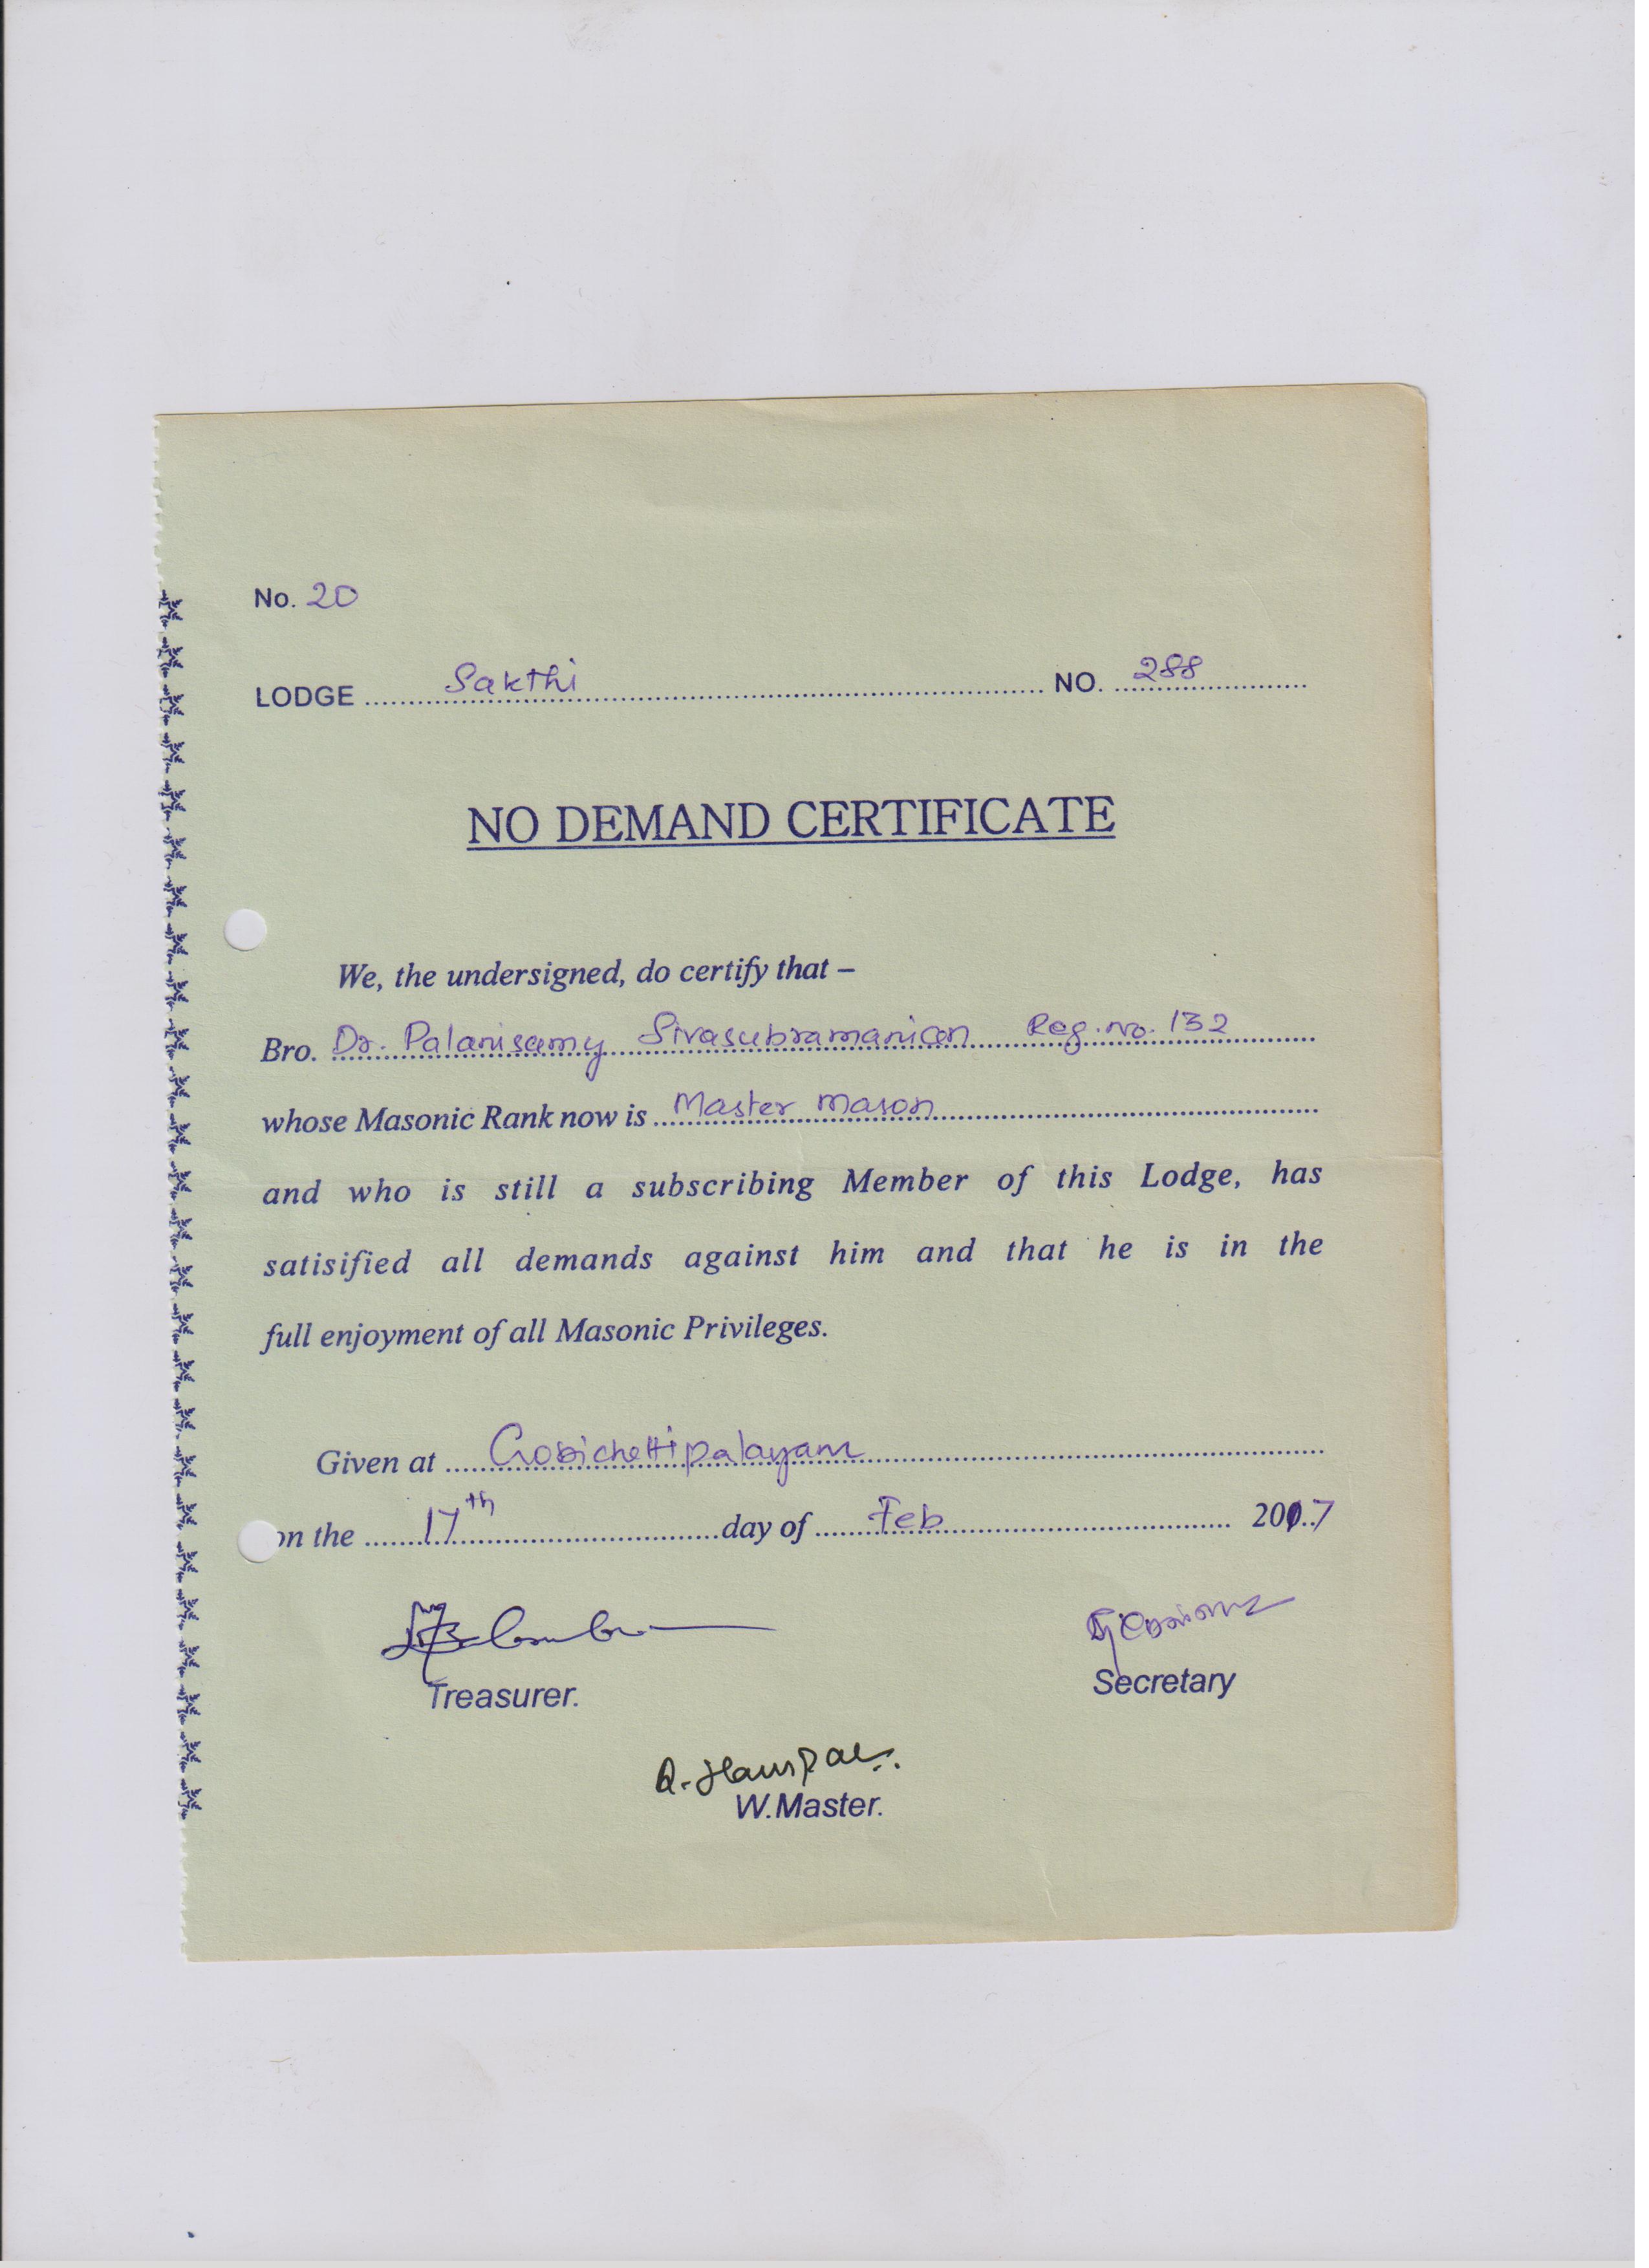 No. 20
LODGE Sakthi NO. 288
NO DEMAND CERTIFICATE
We, the undersigned, do certify that –
Bro. Dr. Palanisamy Sivasubramanian Reg. no. 132
whose Masonic Rank now is Master Mason
and who is still a subscribing Member of this Lodge, has
satisified all demands against him and that he is in the
full enjoyment of all Masonic Privileges.
Given at Gobichettipalayam
on the 17th day of Feb 2017
Treasurer.
Secretary
W.Master.